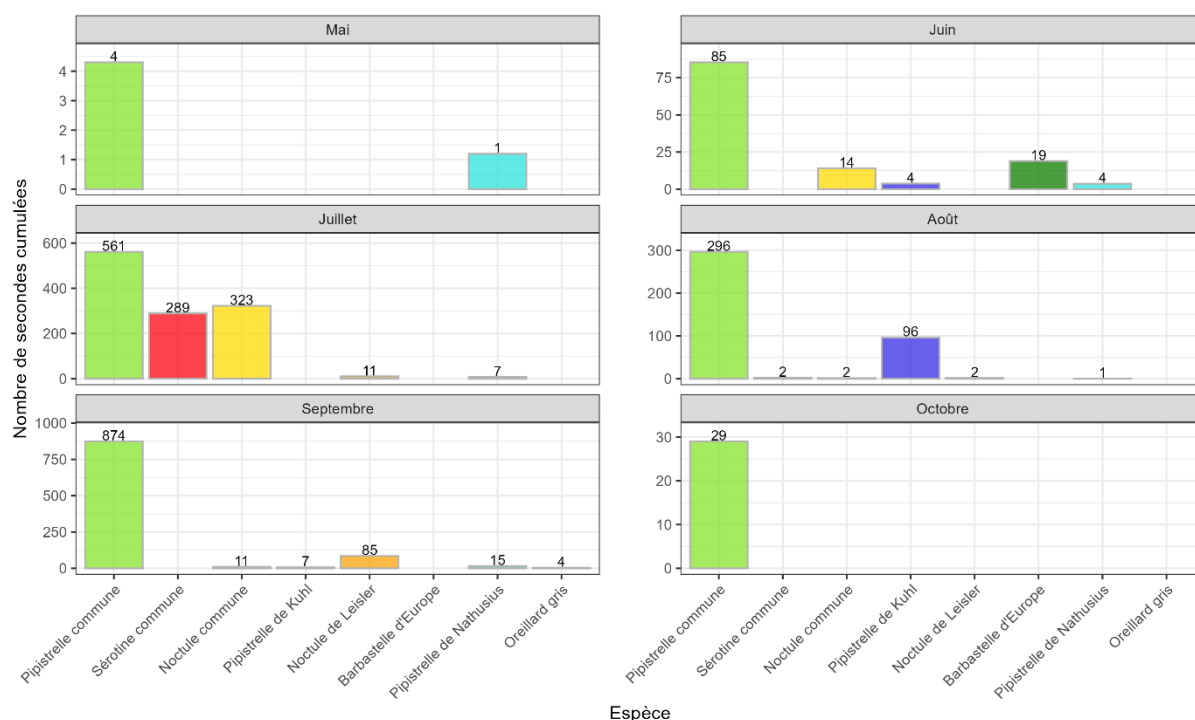 Mai
4
4
3
2
1
0
1
Juin
85
75
50
25
0
14
4
19
4
Juillet
561
600
400
200
0
289
323
11
7
Août
296
300
200
100
0
2
2
96
2
1
Septembre
1000
874
750
500
250
0
11
7
85
15
4
Octobre
30
29
20
10
0
Nombre de secondes cumulées
Pipistrelle commune
Sérotine commune
Noctule commune
Pipistrelle de Kuhl
Noctule de Leisler
Barbastelle d'Europe
Pipistrelle de Nathusius
Oreillard gris
Pipistrelle commune
Sérotine commune
Noctule commune
Pipistrelle de Kuhl
Noctule de Leisler
Barbastelle d'Europe
Pipistrelle de Nathusius
Oreillard gris
Espèce